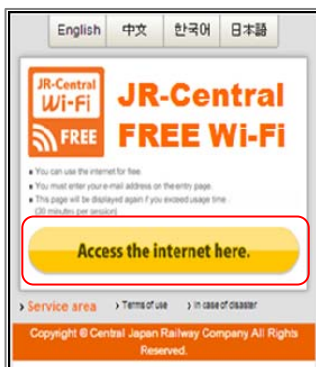 English 中文 한국어 日本語
JR-Central
Wi-Fi
FREE
JR-Central
FREE Wi-Fi
You can use the internet for free.
You must enter your e-mail address on the entry page.
This page will be displayed again if you exceed usage time
(30 minutes per session)
Access the internet here.
Service area Terms of use In case of disaster
Copyright © Central Japan Railway Company All Rights
Reserved.